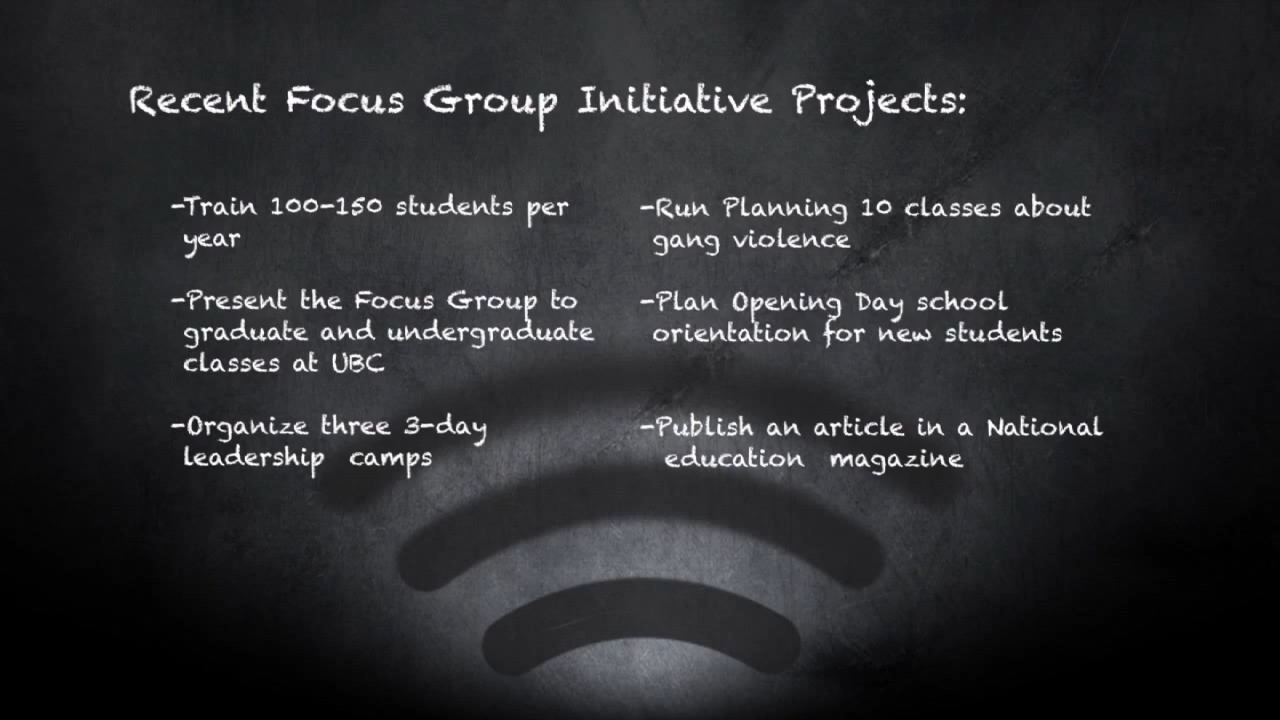 Recent Focus Group Initiative Projects:
-Train 100-150 students per
year
-Present the Focus Group to
graduate and undergraduate
classes at UBC
-Organize three 3-day
leadership camps
-Run Planning 10 classes about
gang violence
-Plan Opening Day school
orientation for new students
-Publish an article in a National
education magazine